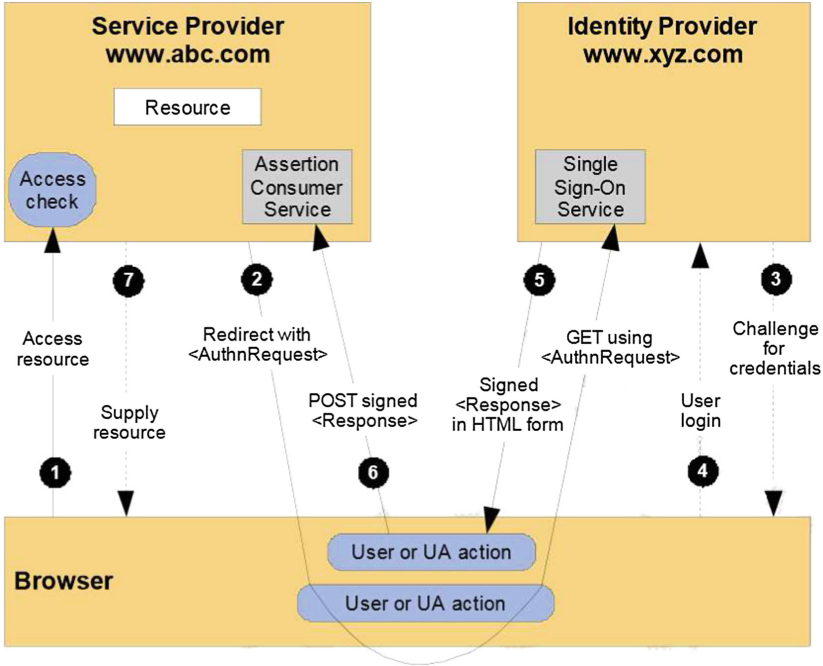 Service Provider
www.abc.com
Resource
Access
check
Assertion
Consumer
Service
Identity Provider
www.xyz.com
Single
Sign-On
Service
7
2
5
3
Access
resource
Redirect with
<AuthnRequest>
GET using
<AuthnRequest>
Challenge
for
credentials
Supply
resource
POST signed
<Response>
Signed
<Response>
in HTML form
User
login
1
6
4
Browser
User or UA action
User or UA action